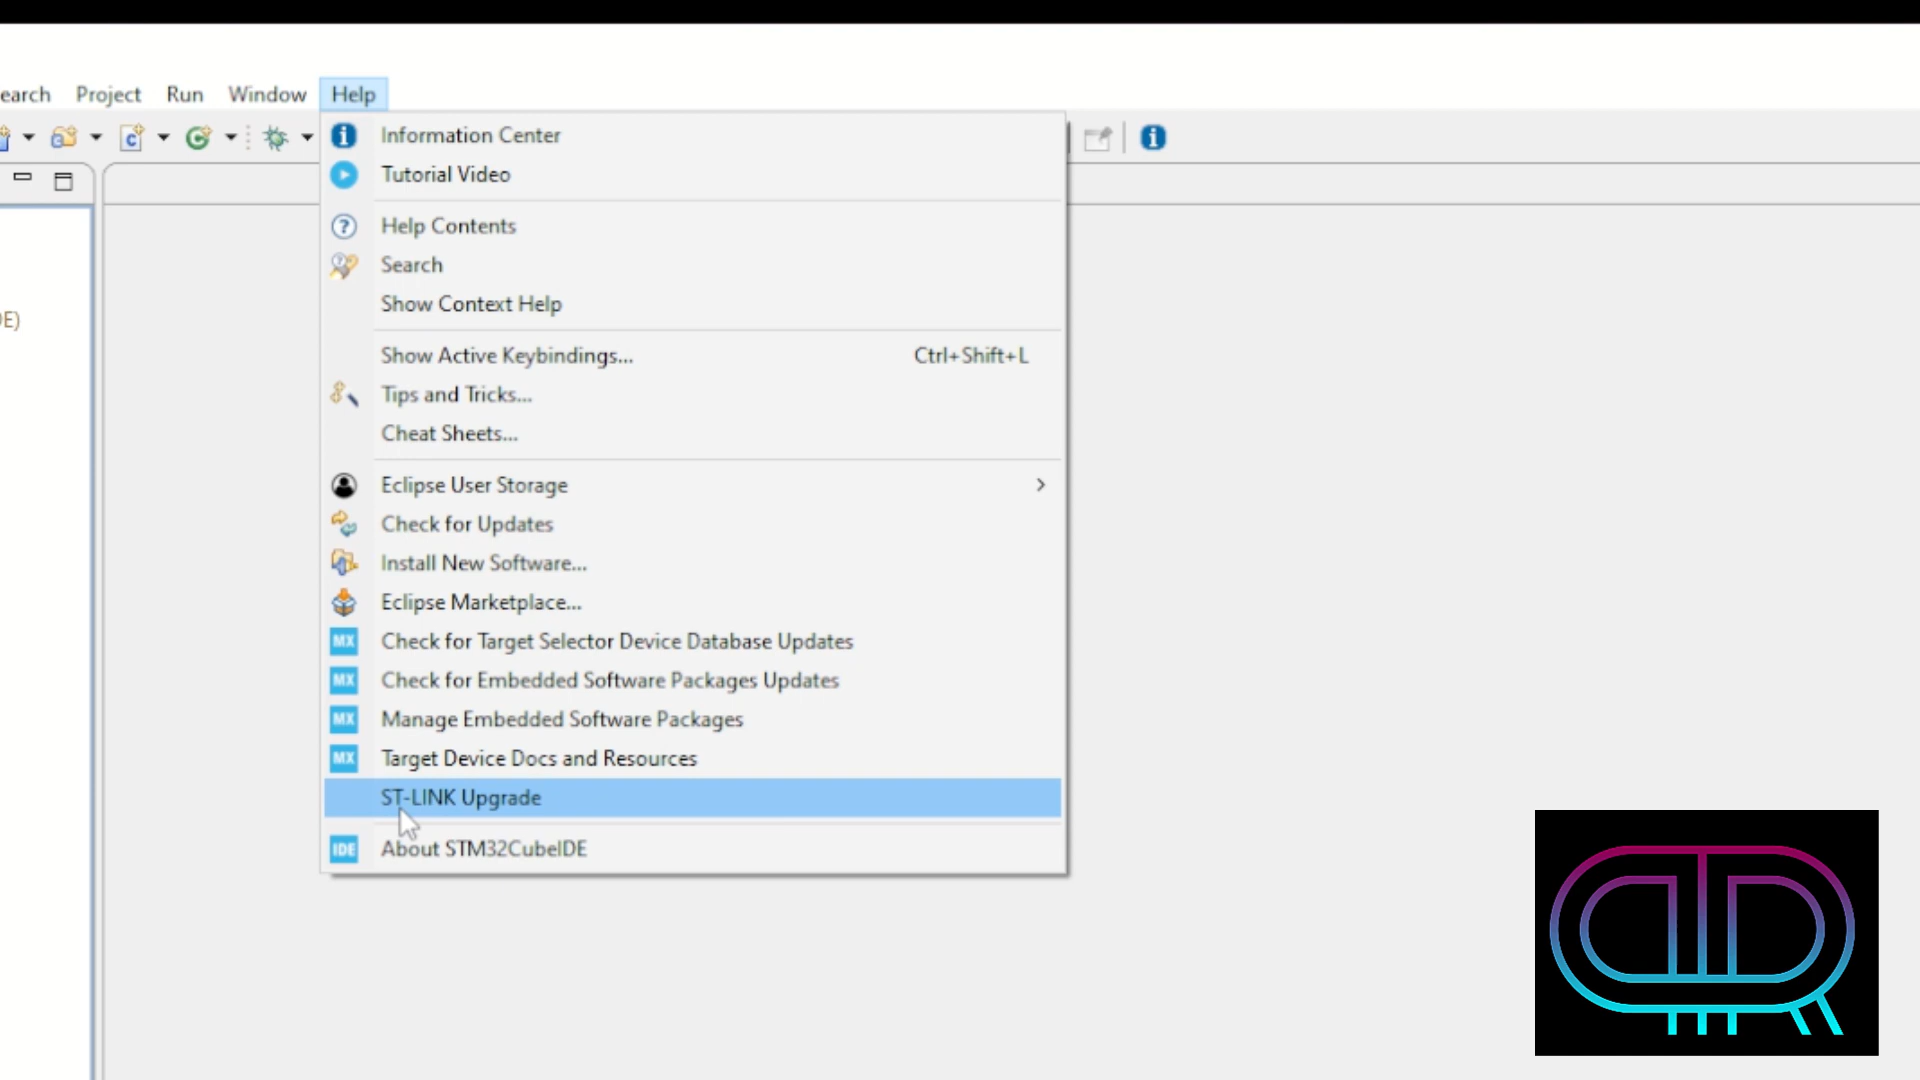 earch Project Run Window Help
Information Center
Tutorial Video
Help Contents
Search
Show Context Help
DE)
Show Active Keybindings... Ctrl+Shift+L
Tips and Tricks...
Cheat Sheets...
Eclipse User Storage
Check for Updates
Install New Software...
Eclipse Marketplace...
MX Check for Target Selector Device Database Updates
MX Check for Embedded Software Packages Updates
MX Manage Embedded Software Packages
MX Target Device Docs and Resources
ST-LINK Upgrade
IDE About STM32CubeIDE